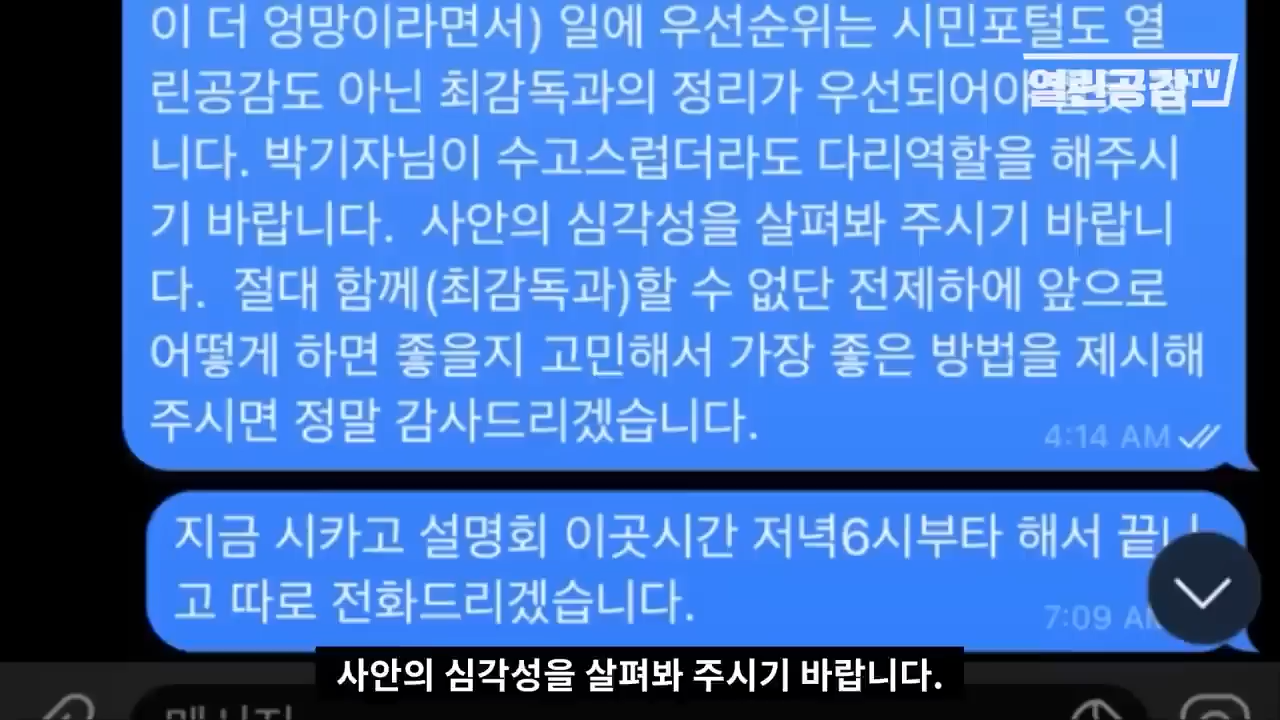 이 더 엉망이라면서) 일에 우선순위는 시민포털도 열
린공감도 아닌 최감독과의 정리가 우선되어야
열린공감TV
니다. 박기자님이 수고스럽더라도 다리역할을 해주시
기 바랍니다. 사안의 심각성을 살펴봐 주시기 바랍니
다. 절대 함께(최감독과)할 수 없단 전제하에 앞으로
어떻게 하면 좋을지 고민해서 가장 좋은 방법을 제시해
주시면 정말 감사드리겠습니다.
4:14 AM
지금 시카고 설명회 이곳시간 저녁6시부타 해서
고 따로 전화드리겠습니다.
7:09
사안의 심각성을 살펴봐 주시기 바랍니다.